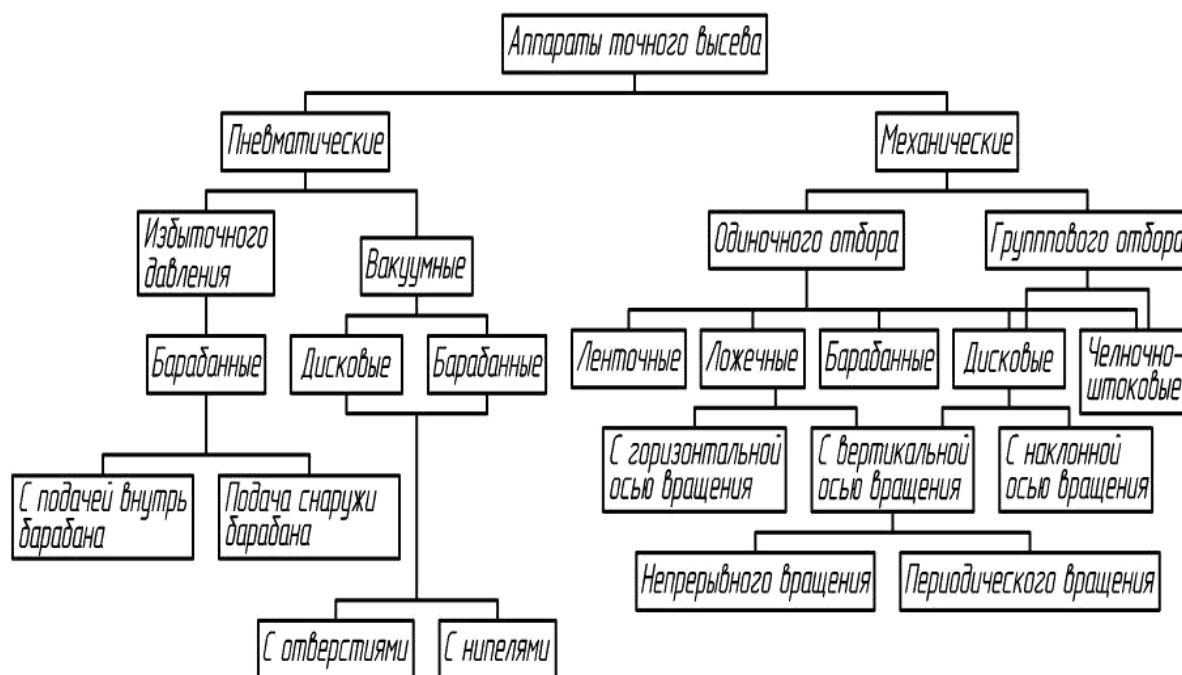 Аппараты точного высева
Пневматические
Механические
Избыточного
давления
Вакуумные
Одиночного отбора
Групппового отбора
Барабанные
Дисковые
Барабанные
Ленточные
Ложечные
Барабанные
Дисковые
Челночно-
штоковые
С подачей внутрь
барабана
Подача снаружи
барабана
С горизонтальной
осью вращения
С вертикальной
осью вращения
С наклонной
осью вращения
Непрерывного вращения
Периодического вращения
С отверстиями
С нипелями